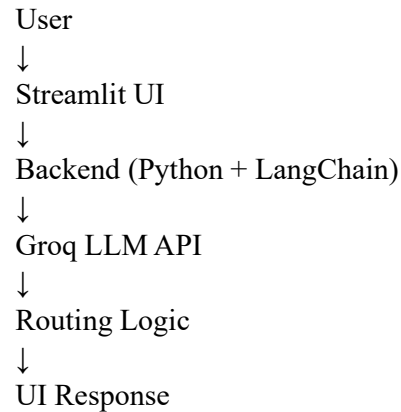 User
↓
Streamlit UI
↓
Backend (Python + LangChain)
↓
Groq LLM API
↓
Routing Logic
↓
UI Response